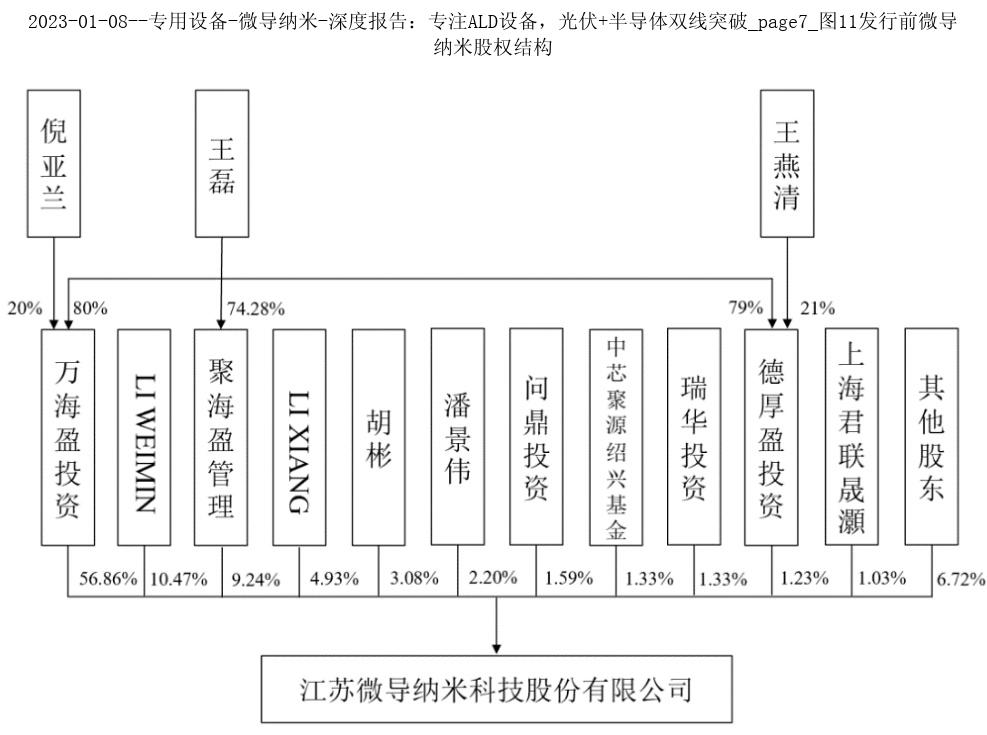 2023-01-08--专用设备-微导纳米-深度报告：专注ALD设备，光伏+半导体双线突破_page7_图11发行前微导
纳米股权结构
倪亚兰
王磊
王燕清
20%
80%
74.28%
79%
21%
万海盈投资
LI WEIMIN
聚海盈管理
LI XIANG
胡彬
潘景伟
问鼎投资
中芯聚源绍兴基金
瑞华投资
德厚盈投资
上海君联晟灏
其他股东
56.86%
10.47%
9.24%
4.93%
3.08%
2.20%
1.59%
1.33%
1.33%
1.23%
1.03%
6.72%
江苏微导纳米科技股份有限公司